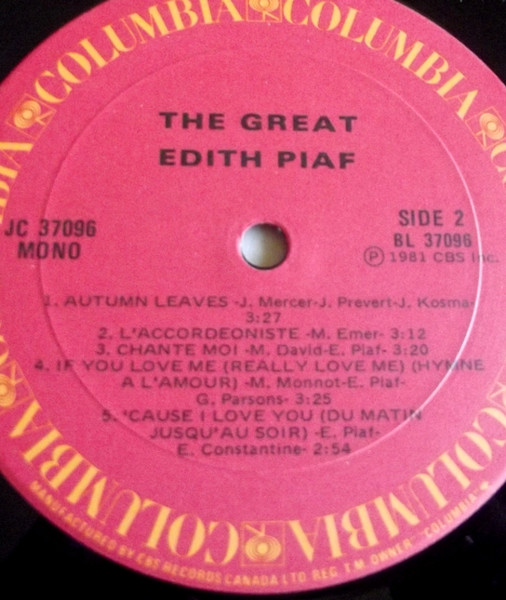 COLUMBIA COLUMBIA
THE GREAT
EDITH PIAF
JC 37096
MONO
SIDE 2
BL 37096
Ⓟ 1981 CBS Inc.
1. AUTUMN LEAVES -J. Mercer-J. Prevert-J. Kosma-
3:27
2. L'ACCORDEONISTE -M. Emer- 3:12
3. CHANTE MOI -M. David-E. Piaf- 3:20
4. IF YOU LOVE ME (REALLY LOVE ME) (HYMNE
A L'AMOUR) -M. Monnot-E. Piaf-
G. Parsons- 3:25
5. 'CAUSE I LOVE YOU (DU MATIN
JUSQU'AU SOIR) -E. Piaf-
E. Constantine- 2:54
COLUMBIA COLUMBIA COLUMBIA
MANUFACTURED BY CBS RECORDS CANADA LTD REG. T.M. OWNER - COLUMBIA